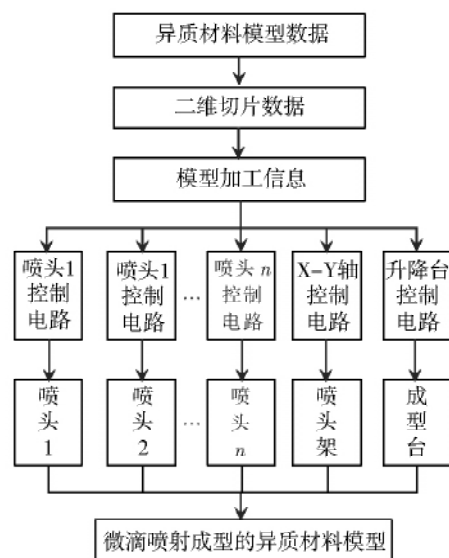 异质材料模型数据
二维切片数据
模型加工信息
喷头1
控制
电路
喷头1
控制
电路
…
喷头n
控制
电路
X-Y轴
控制
电路
升降台
控制
电路
喷
头
1
喷
头
2
…
喷
头
n
喷
头
架
成
型
台
微滴喷射成型的异质材料模型